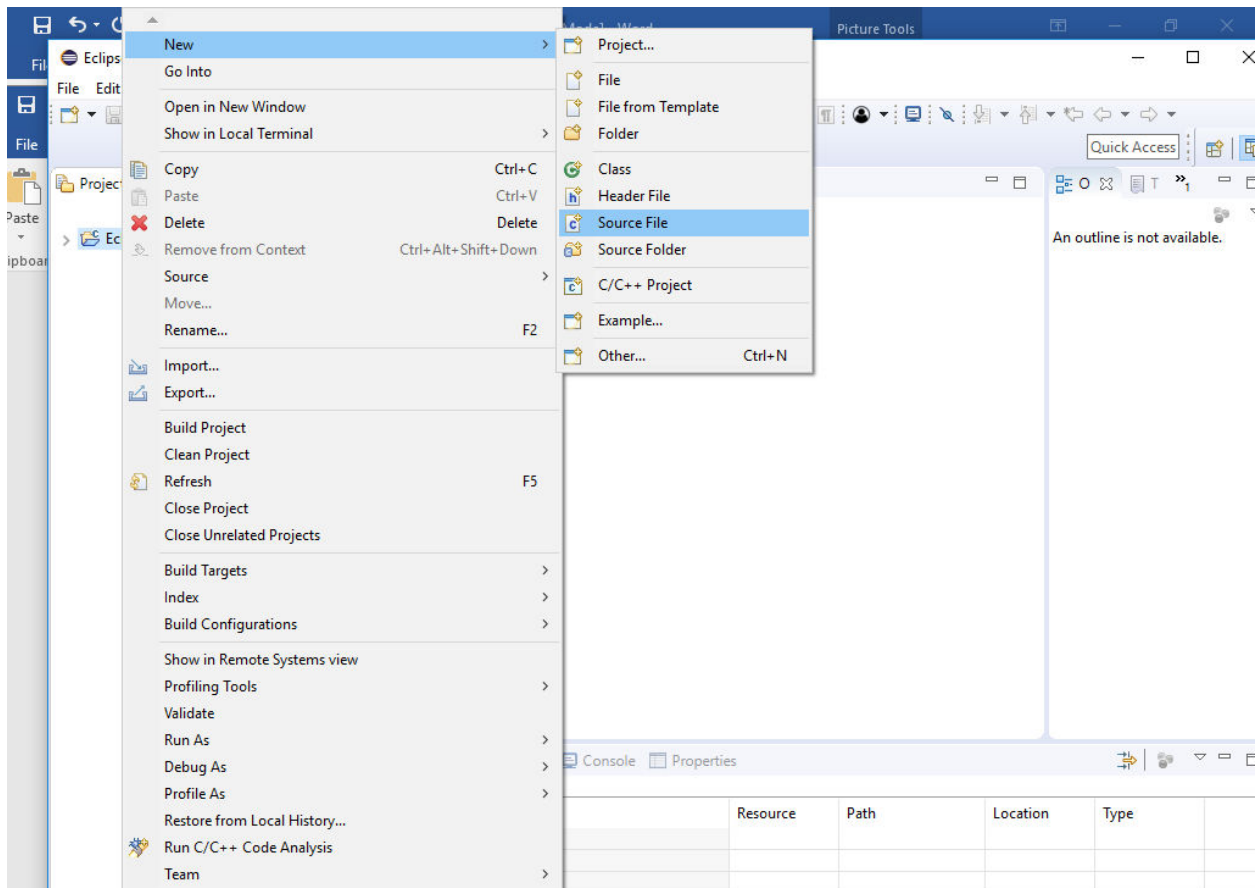 Word
Picture Tools
Fil
Eclips
File Edit
File
Paste
ipboar
Projec
Ec
New
Go Into
Open in New Window
Show in Local Terminal
Copy Ctrl+C
Paste Ctrl+V
Delete Delete
Remove from Context Ctrl+Alt+Shift+Down
Source
Move...
Rename... F2
Import...
Export...
Build Project
Clean Project
Refresh F5
Close Project
Close Unrelated Projects
Build Targets
Index
Build Configurations
Show in Remote Systems view
Profiling Tools
Validate
Run As
Debug As
Profile As
Restore from Local History...
Run C/C++ Code Analysis
Team
Project...
File
File from Template
Folder
Class
Header File
Source File
Source Folder
C/C++ Project
Example...
Other... Ctrl+N
Quick Access
O T »1
An outline is not available.
Console Properties
Resource Path Location Type